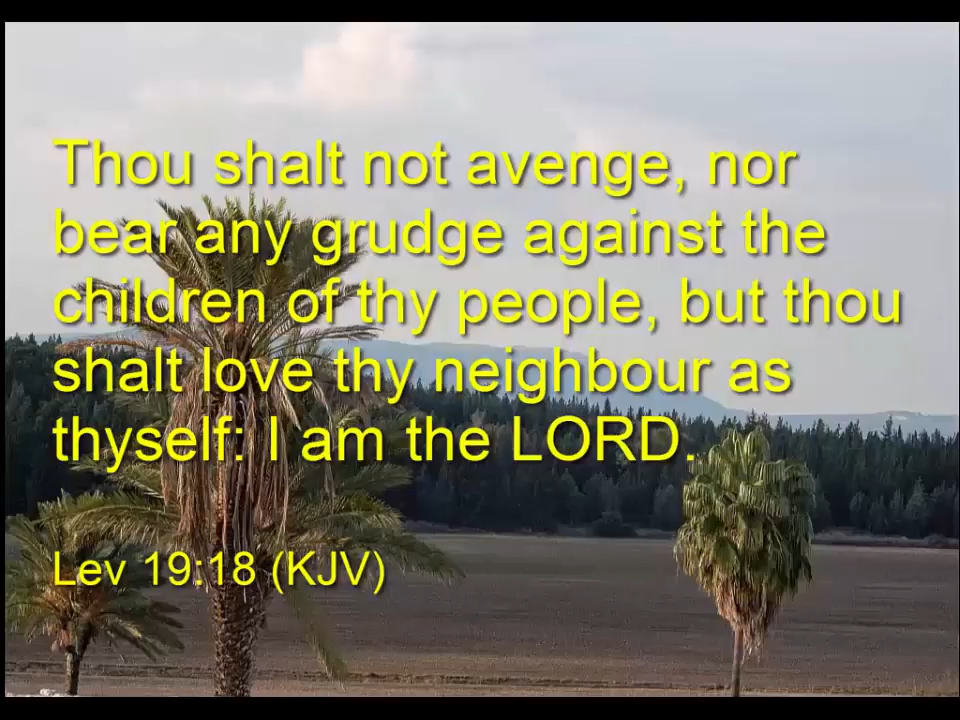 Thou shalt not avenge, nor
bear any grudge against the
children of thy people, but thou
shalt love thy neighbour as
thyself: I am the LORD.
Lev 19:18 (KJV)